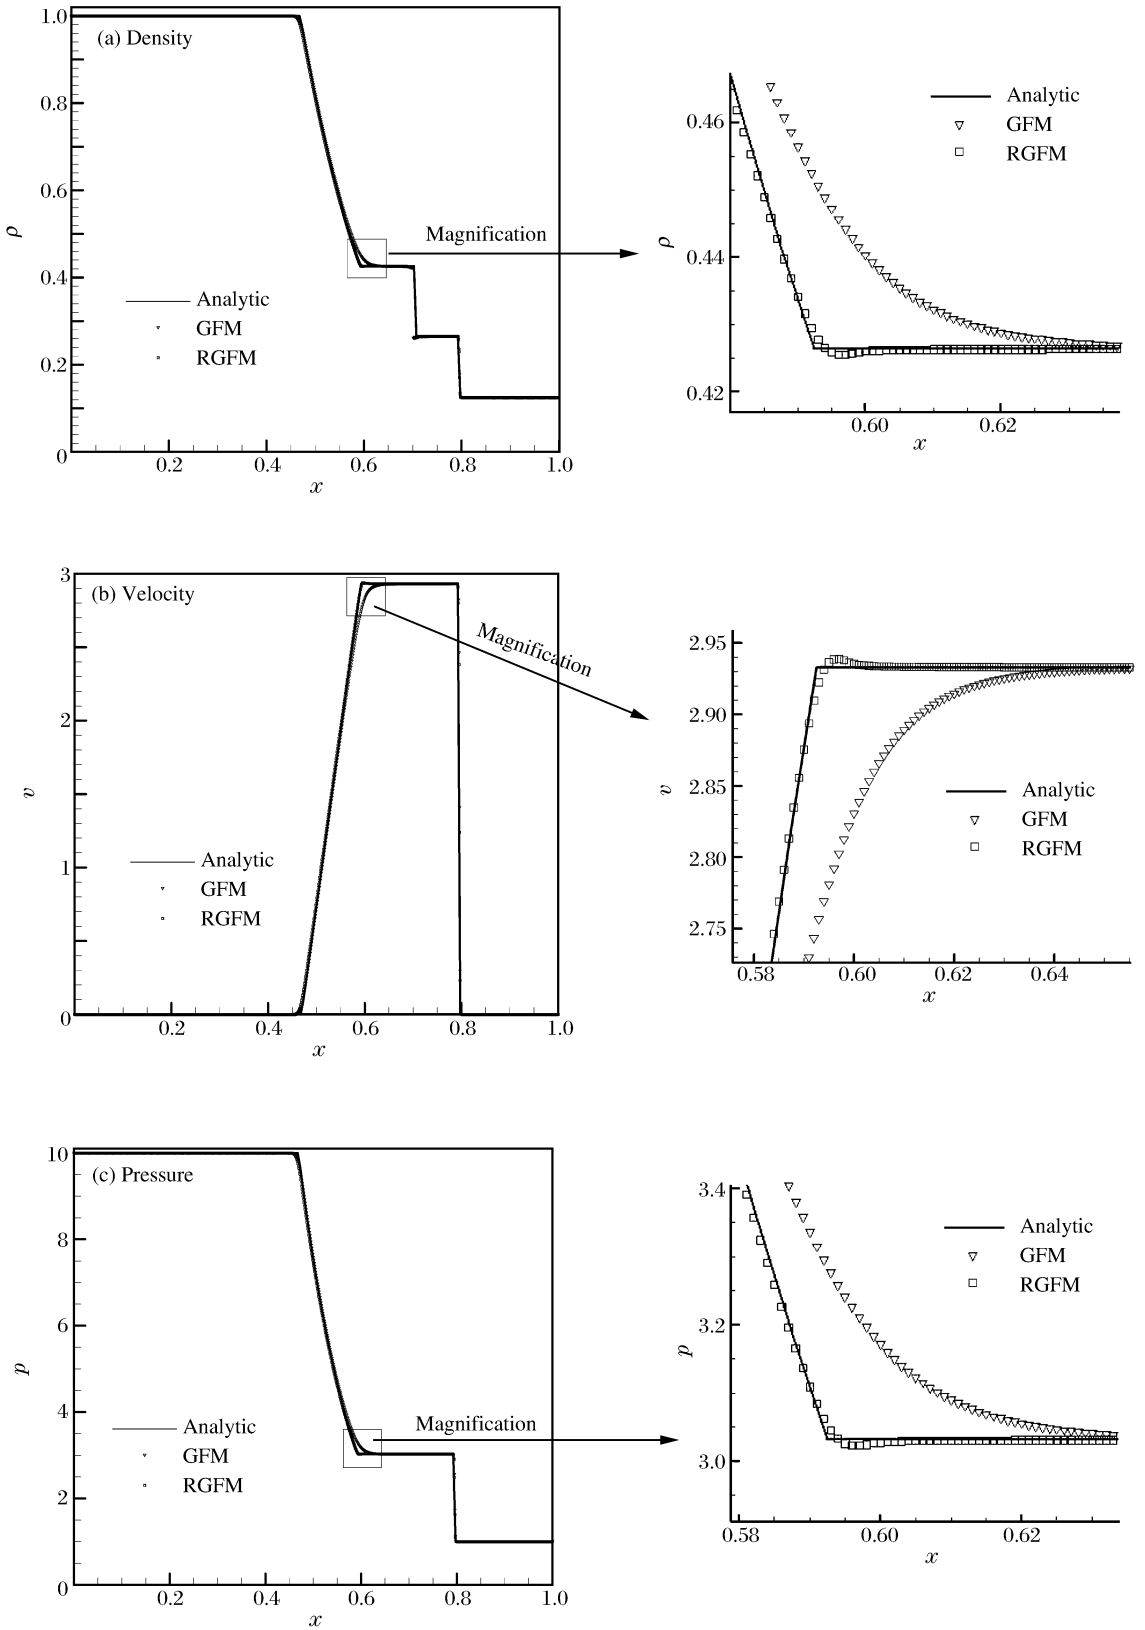 (a) Density
1.0
0.8
0.6
0.4
0.2
0
ρ
Analytic
GFM
RGFM
0.2 0.4 0.6 0.8 1.0
x
Magnification
0.46
0.44
0.42
ρ
Analytic
GFM
RGFM
0.60 0.62
x
(b) Velocity
3
2
1
0
v
Analytic
GFM
RGFM
0.2 0.4 0.6 0.8 1.0
x
Magnification
2.95
2.90
2.85
2.80
2.75
v
Analytic
GFM
RGFM
0.58 0.60 0.62 0.64
x
(c) Pressure
10
8
6
4
2
0
p
Analytic
GFM
RGFM
0.2 0.4 0.6 0.8 1.0
x
Magnification
3.4
3.2
3.0
p
Analytic
GFM
RGFM
0.58 0.60 0.62
x